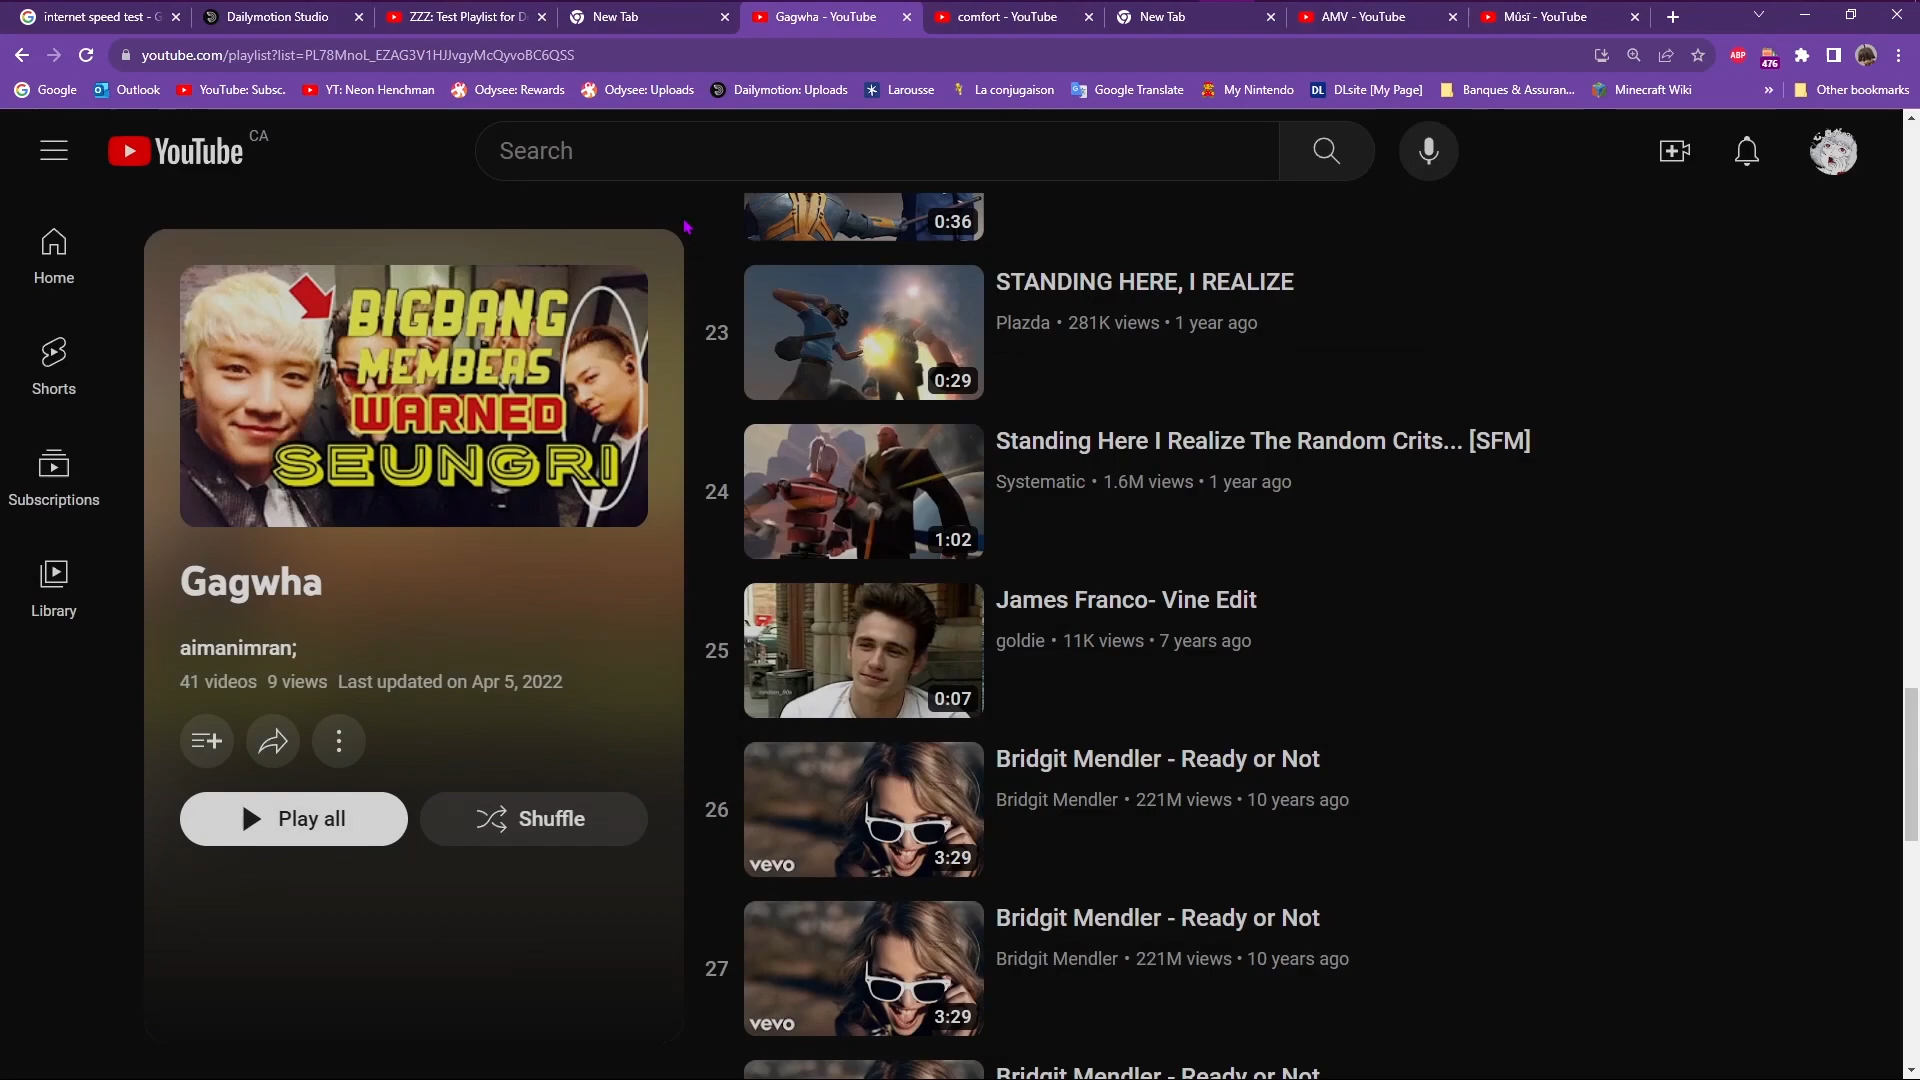 internet speed test - G
Dailymotion Studio
ZZZ: Test Playlist for D
New Tab
Gagwha - YouTube
comfort - YouTube
New Tab
AMV - YouTube
Mûsī - YouTube
youtube.com/playlist?list=PL78MnoL_EZAG3V1HJJvgyMcQyvoBC6QSS
ABP
476
Google
Outlook
YouTube: Subsc.
YT: Neon Henchman
Odysee: Rewards
Odysee: Uploads
Dailymotion: Uploads
Larousse
La conjugaison
Google Translate
My Nintendo
DL DLsite [My Page]
Banques & Assuran...
Minecraft Wiki
»
Other bookmarks
YouTube CA
Search
Home
Shorts
Subscriptions
Library
BIGBANG
MEMBERS
WARNED
SEUNGRI
Gagwha
aimanimran;
41 videos 9 views Last updated on Apr 5, 2022
Play all
Shuffle
0:36
23
0:29
STANDING HERE, I REALIZE
Plazda • 281K views • 1 year ago
24
1:02
Standing Here I Realize The Random Crits... [SFM]
Systematic • 1.6M views • 1 year ago
25
0:07
James Franco- Vine Edit
goldie • 11K views • 7 years ago
26
vevo
3:29
Bridgit Mendler - Ready or Not
Bridgit Mendler • 221M views • 10 years ago
27
vevo
3:29
Bridgit Mendler - Ready or Not
Bridgit Mendler • 221M views • 10 years ago
Bridgit Mendler - Ready or Not